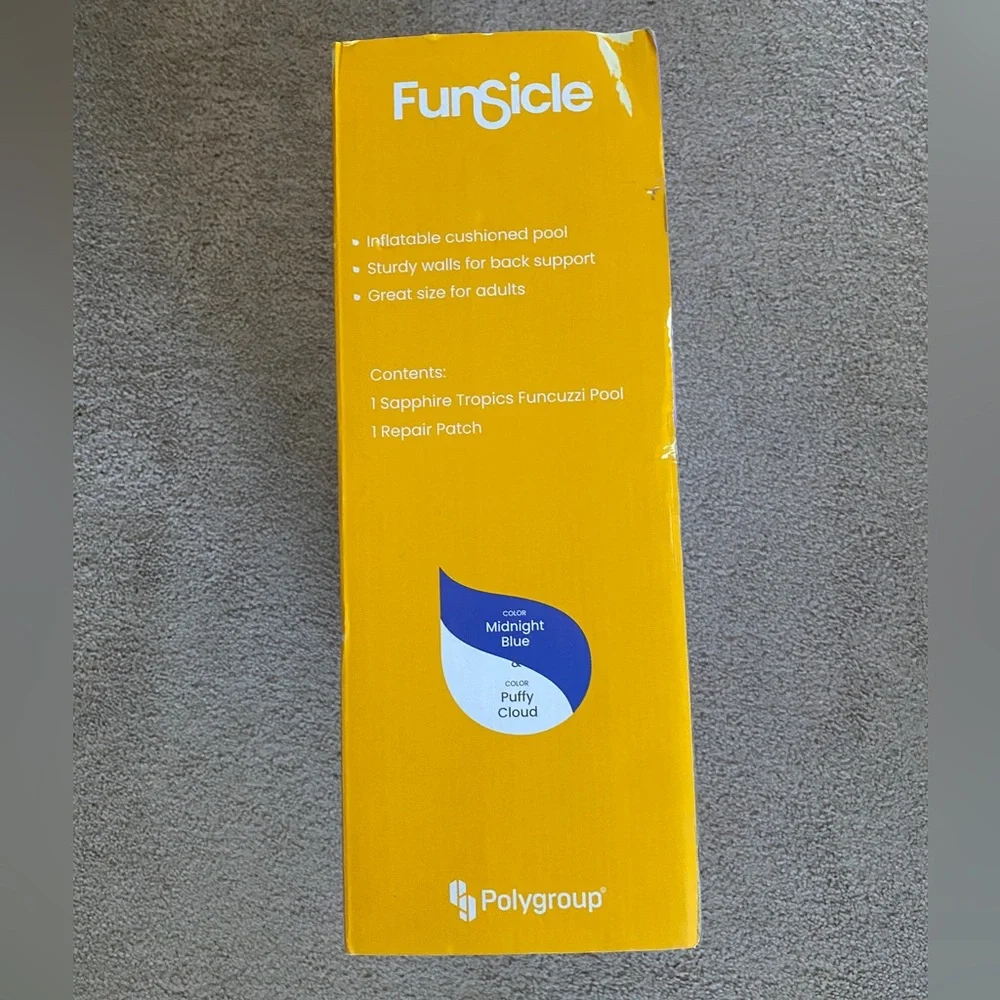 FunSicle
Inflatable cushioned pool
Sturdy walls for back support
Great size for adults
Contents:
1 Sapphire Tropics Funcuzzi Pool
1 Repair Patch
COLOR
Midnight
Blue
&
COLOR
Puffy
Cloud
Polygroup®